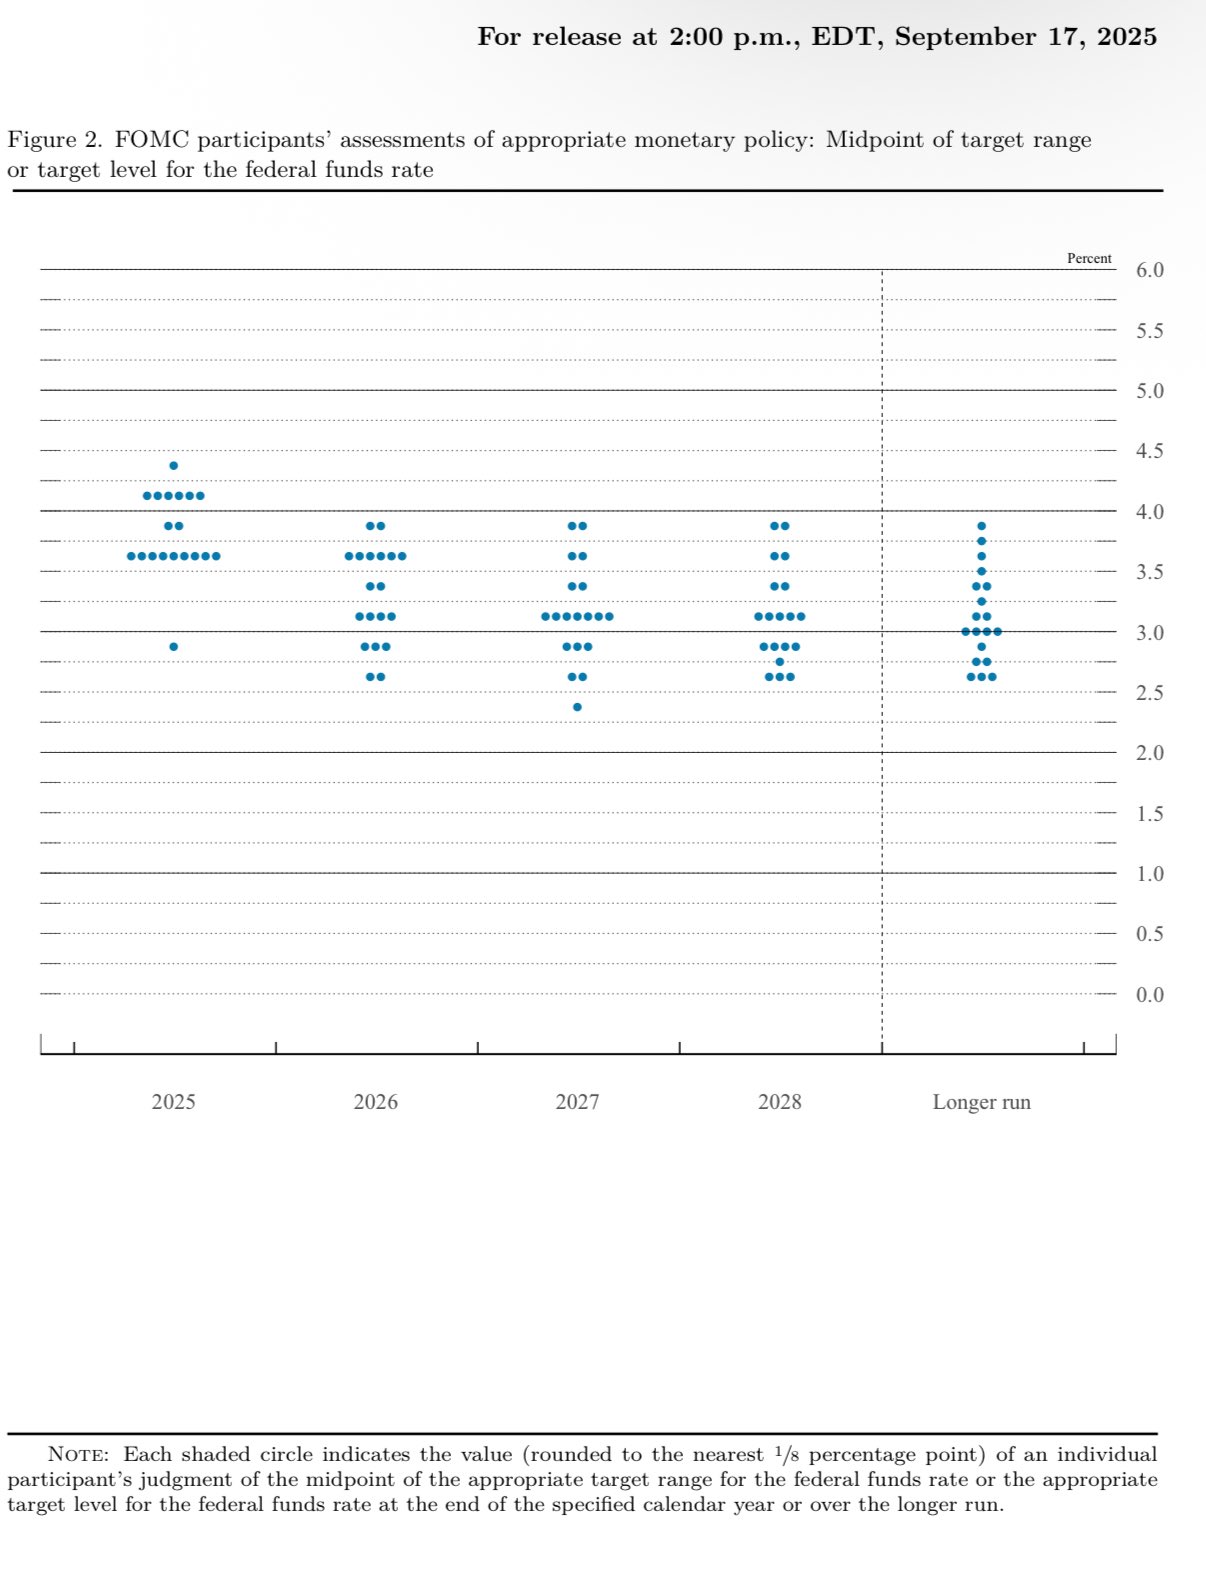 For release at 2:00 p.m., EDT, September 17, 2025
Figure 2. FOMC participants’ assessments of appropriate monetary policy: Midpoint of target range
or target level for the federal funds rate
Percent
6.0
5.5
5.0
4.5
4.0
3.5
3.0
2.5
2.0
1.5
1.0
0.5
0.0
2025 2026 2027 2028 Longer run
NOTE: Each shaded circle indicates the value (rounded to the nearest 1/8 percentage point) of an individual
participant’s judgment of the midpoint of the appropriate target range for the federal funds rate or the appropriate
target level for the federal funds rate at the end of the specified calendar year or over the longer run.